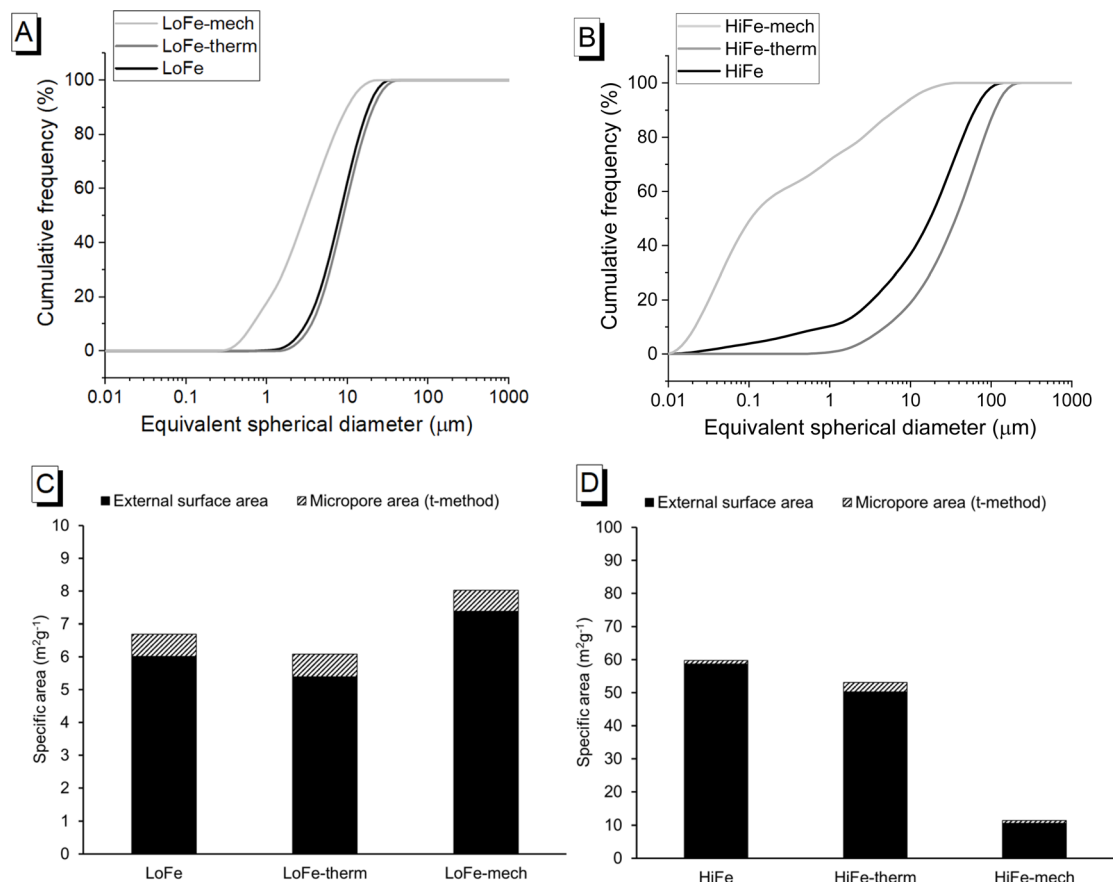 A
LoFe-mech
LoFe-therm
LoFe
Cumulative frequency (%)
100
80
60
40
20
0
0.01 0.1 1 10 100 1000
Equivalent spherical diameter (μm)
B
HiFe-mech
HiFe-therm
HiFe
Cumulative frequency (%)
100
80
60
40
20
0
0.01 0.1 1 10 100 1000
Equivalent spherical diameter (μm)
C
External surface area Micropore area (t-method)
Specific area (m²g⁻¹)
10
9
8
7
6
5
4
3
2
1
0
LoFe LoFe-therm LoFe-mech
D
External surface area Micropore area (t-method)
Specific area (m²g⁻¹)
100
90
80
70
60
50
40
30
20
10
0
HiFe HiFe-therm HiFe-mech